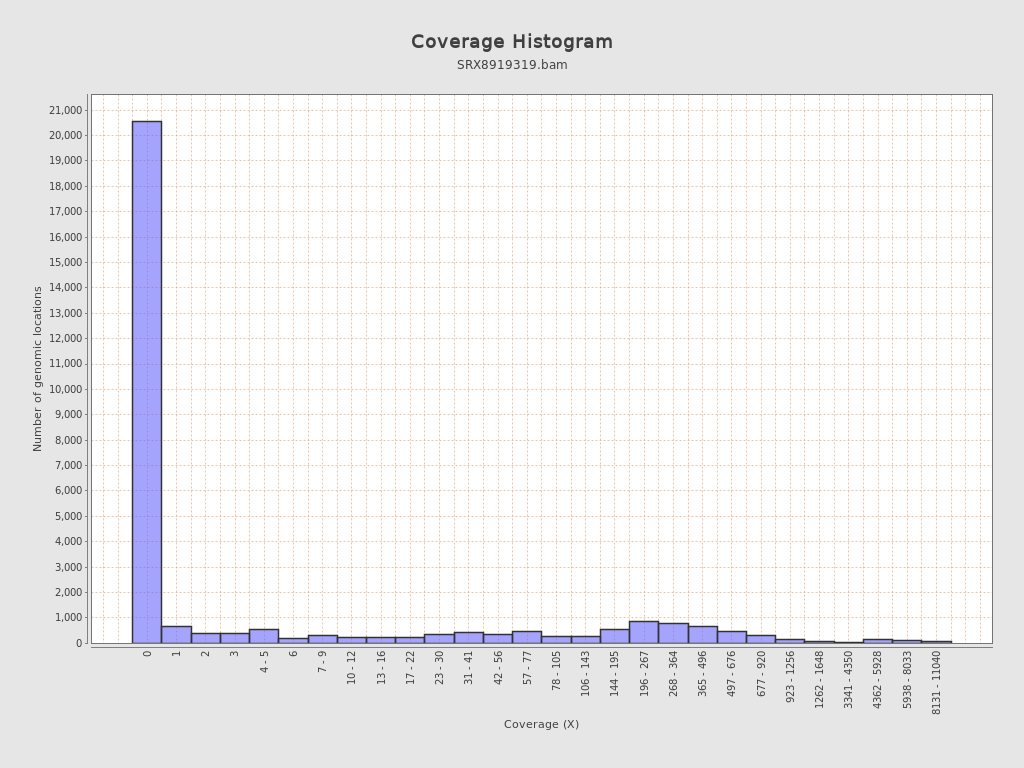 Coverage Histogram
SRX8919319.bam
Number of genomic locations
21,000
20,000
19,000
18,000
17,000
16,000
15,000
14,000
13,000
12,000
11,000
10,000
9,000
8,000
7,000
6,000
5,000
4,000
3,000
2,000
1,000
0
0
1
2
3
4 - 5
6
7 - 9
10 - 12
13 - 16
17 - 22
23 - 30
31 - 41
42 - 56
57 - 77
78 - 105
106 - 143
144 - 195
196 - 267
268 - 364
365 - 496
497 - 676
677 - 920
923 - 1256
1262 - 1648
3341 - 4350
4362 - 5928
5938 - 8033
8131 - 11040
Coverage (X)